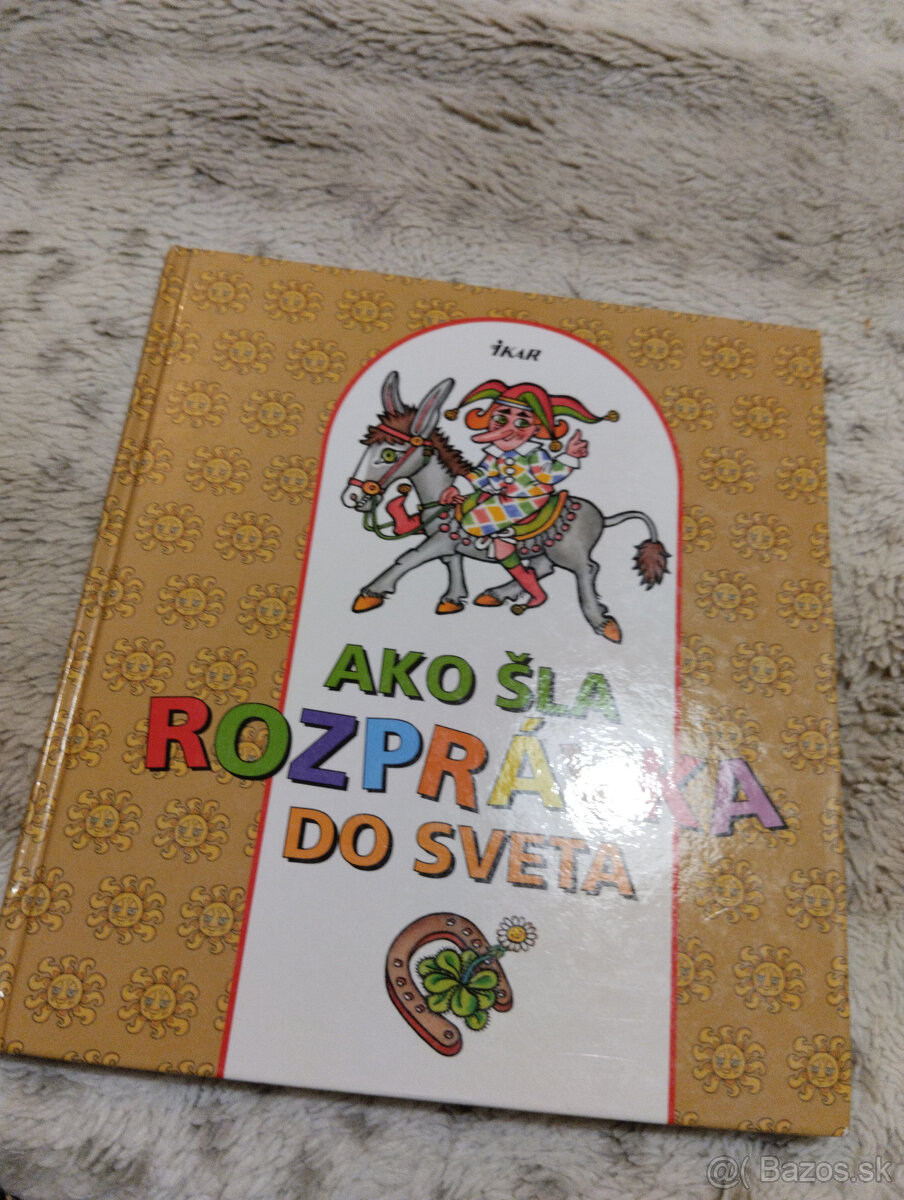 IKAR
AKO ŠLA
ROZPRÁVKA
DO SVETA
@( Bazos.sk